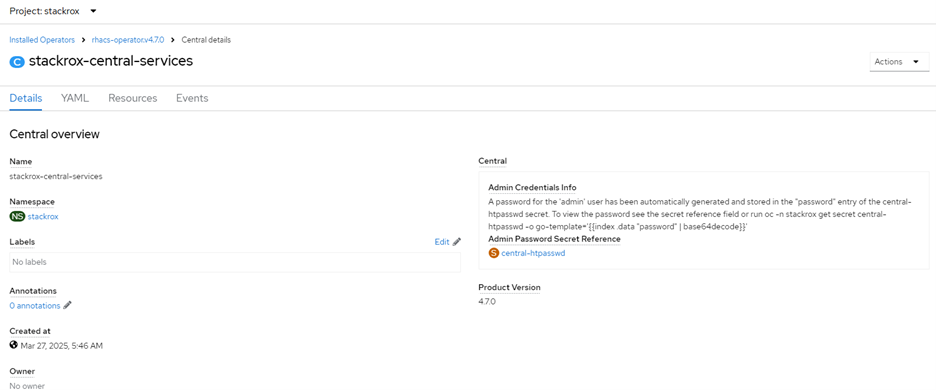 Project: stackrox
Installed Operators > rhacs-operator.v4.7.0 > Central details
C stackrox-central-services
Actions
Details YAML Resources Events
Central overview
Name
stackrox-central-services
Namespace
NS stackrox
Labels
Edit
No labels
Annotations
0 annotations
Created at
Mar 27, 2025, 5:46 AM
Owner
No owner
Central
Admin Credentials Info
A password for the 'admin' user has been automatically generated and stored in the "password" entry of the central-
htpasswd secret. To view the password see the secret reference field or run oc -n stackrox get secret central-
htpasswd -o go-template='{{index .data "password" | base64decode}}'
Admin Password Secret Reference
S central-htpasswd
Product Version
4.7.0